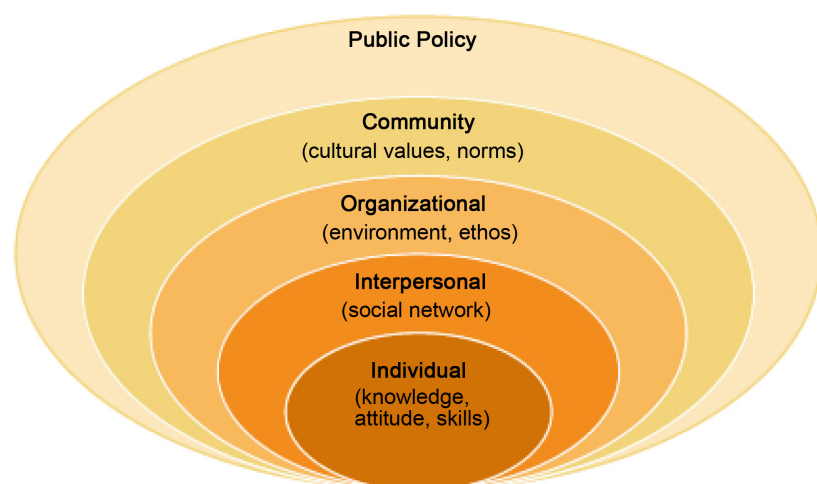 Public Policy
Community
(cultural values, norms)
Organizational
(environment, ethos)
Interpersonal
(social network)
Individual
(knowledge,
attitude, skills)